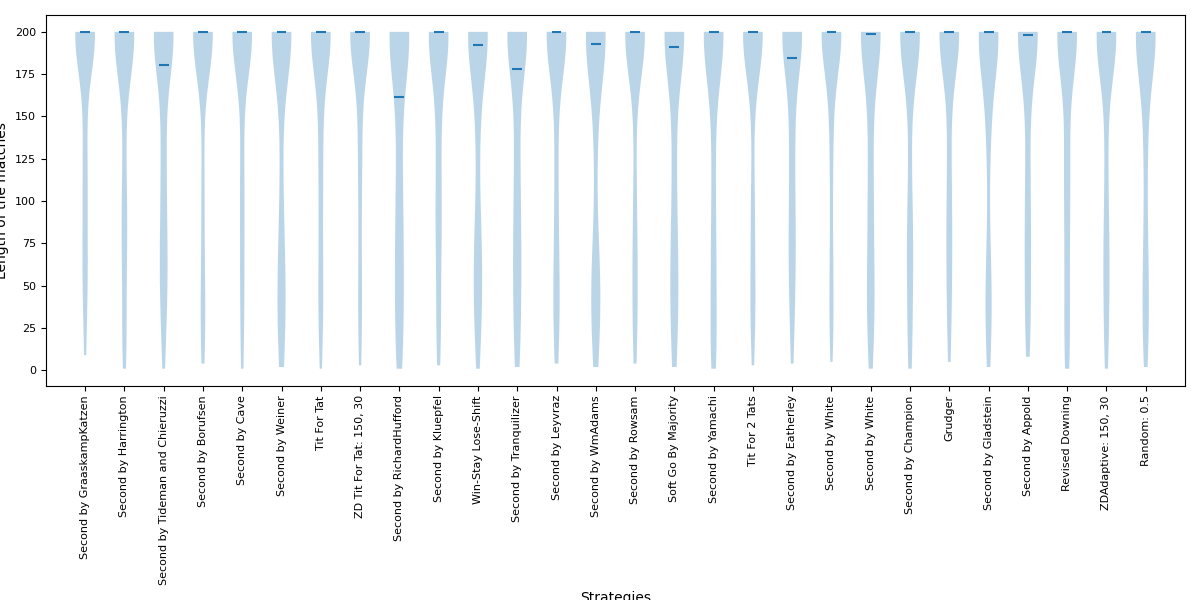 200
175
150
125
100
75
50
25
0
Length of the matches
Second by GraaskampKatzen
Second by Harrington
Second by Tideman and Chieruzzi
Second by Borufsen
Second by Cave
Second by Weiner
Tit For Tat
ZD Tit For Tat: 150, 30
Second by RichardHufford
Second by Kluepfel
Win-Stay Lose-Shift
Second by Tranquilizer
Second by Leyvraz
Second by WmAdams
Second by Rowsam
Soft Go By Majority
Second by Yamachi
Tit For 2 Tats
Second by Eatherley
Second by White
Second by White
Second by Champion
Grudger
Second by Gladstein
Second by Appold
Revised Downing
ZDAdaptive: 150, 30
Random: 0.5
Strategies